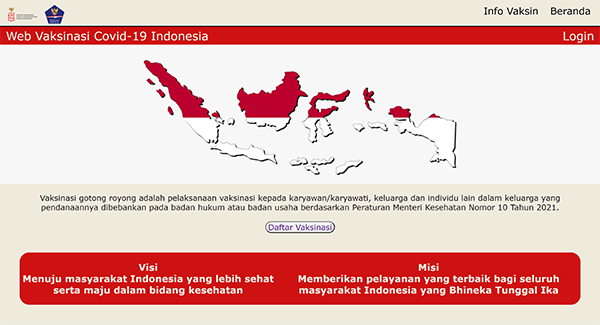 Info Vaksin Beranda
Web Vaksinasi Covid-19 Indonesia
Login
Vaksinasi gotong royong adalah pelaksanaan vaksinasi kepada karyawan/karyawati, keluarga dan individu lain dalam keluarga yang
pendanaannya dibebankan pada badan hukum atau badan usaha berdasarkan Peraturan Menteri Kesehatan Nomor 10 Tahun 2021.
Daftar Vaksinasi
Visi
Menuju masyarakat Indonesia yang lebih sehat
serta maju dalam bidang kesehatan
Misi
Memberikan pelayanan yang terbaik bagi seluruh
masyarakat Indonesia yang Bhineka Tunggal Ika